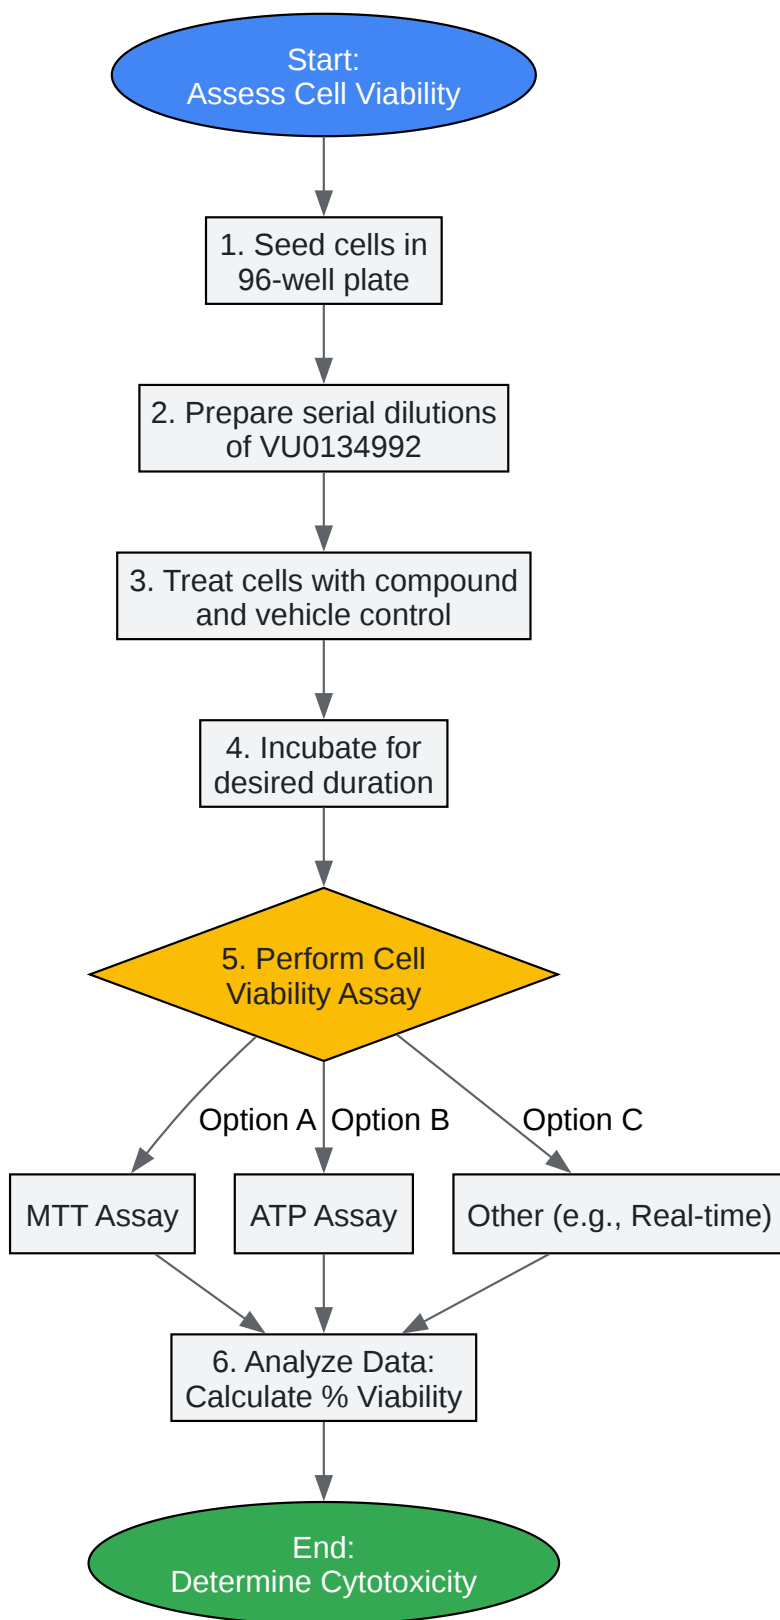 Start:
Assess Cell Viability
1. Seed cells in
96-well plate
2. Prepare serial dilutions
of VU0134992
3. Treat cells with compound
and vehicle control
4. Incubate for
desired duration
5. Perform Cell
Viability Assay
Option A
Option B
Option C
MTT Assay
ATP Assay
Other (e.g., Real-time)
6. Analyze Data:
Calculate % Viability
End:
Determine Cytotoxicity